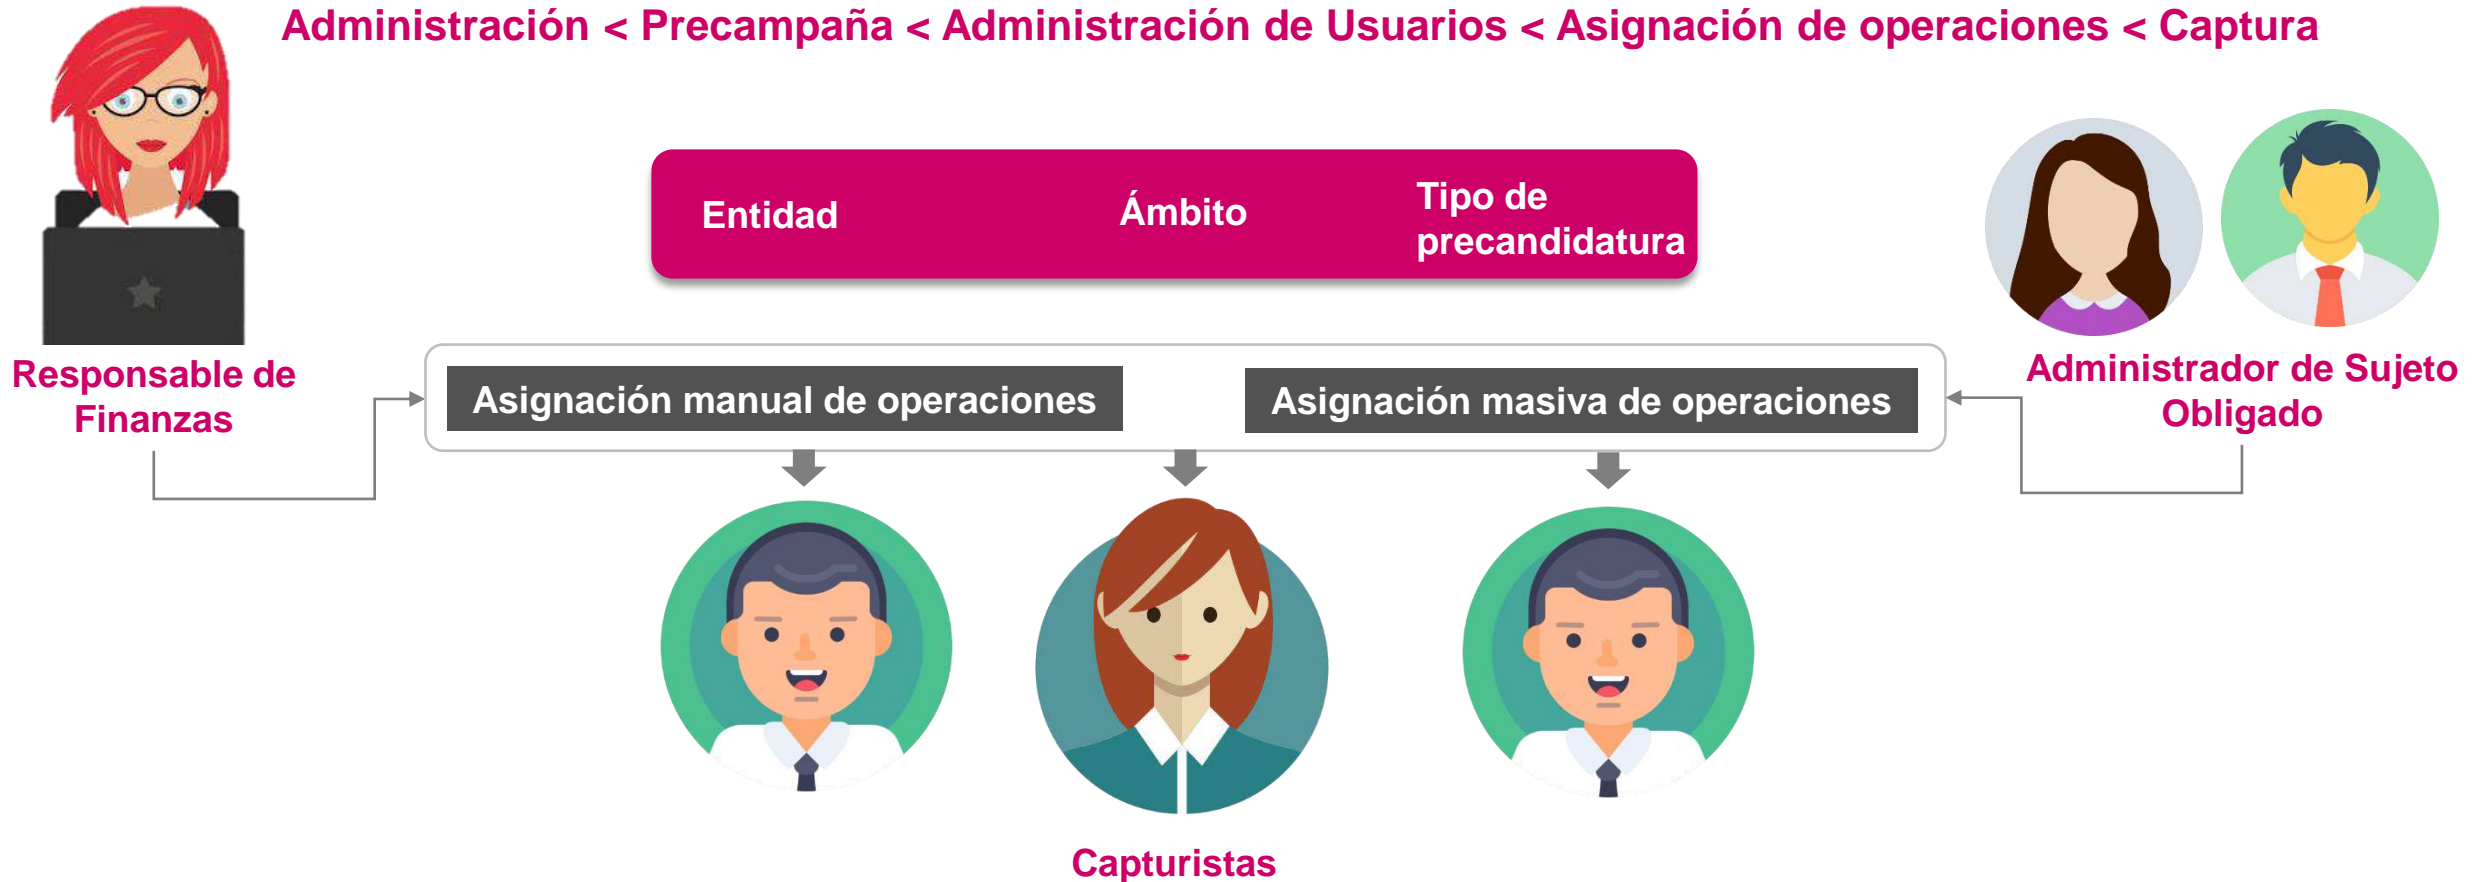 Administración < Precampaña < Administración de Usuarios < Asignación de operaciones < Captura
Entidad
Ámbito
Tipo de
precandidatura
Responsable de
Finanzas
Asignación manual de operaciones
Asignación masiva de operaciones
Administrador de Sujeto
Obligado
Capturistas